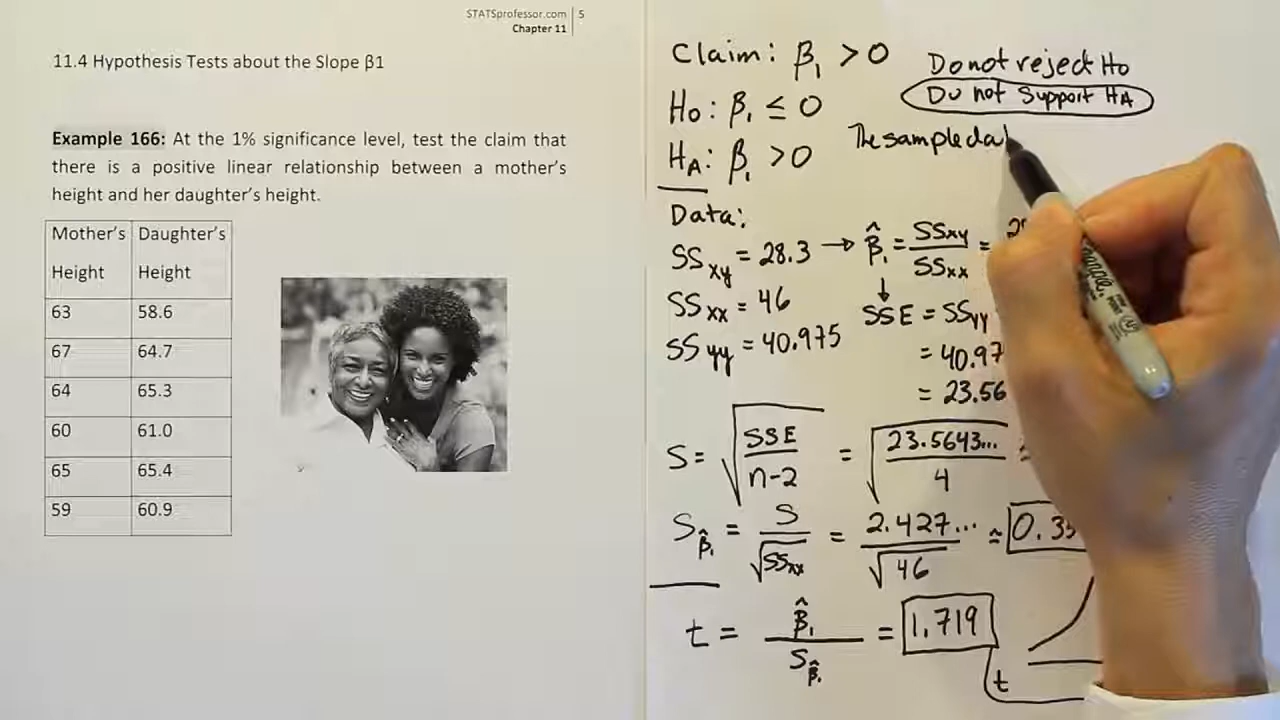 STATSprofessor.com | 5
Chapter 11
11.4 Hypothesis Tests about the Slope β1
Example 166: At the 1% significance level, test the claim that
there is a positive linear relationship between a mother's
height and her daughter's height.
Mother's Height Daughter's Height
63 58.6
67 64.7
64 65.3
60 61.0
65 65.4
59 60.9
Claim: β₁ > 0
Ho: β₁ ≤ 0
HA: β₁ > 0
Do not reject Ho
Do not Support HA
The sample dat
Data:
SSxy = 28.3 → β̂₁ = SSxy / SSxx =
SSxx = 46
SSyy = 40.975
↓
SSE = SSyy
= 40.97
= 23.56
S = √(SSE / n-2) = √(23.5643... / 4)
Sβ̂₁ = S / √SSxx = 2.427... / √46 ≈ 0.35
t = β̂₁ / Sβ̂₁ = 1.719
t